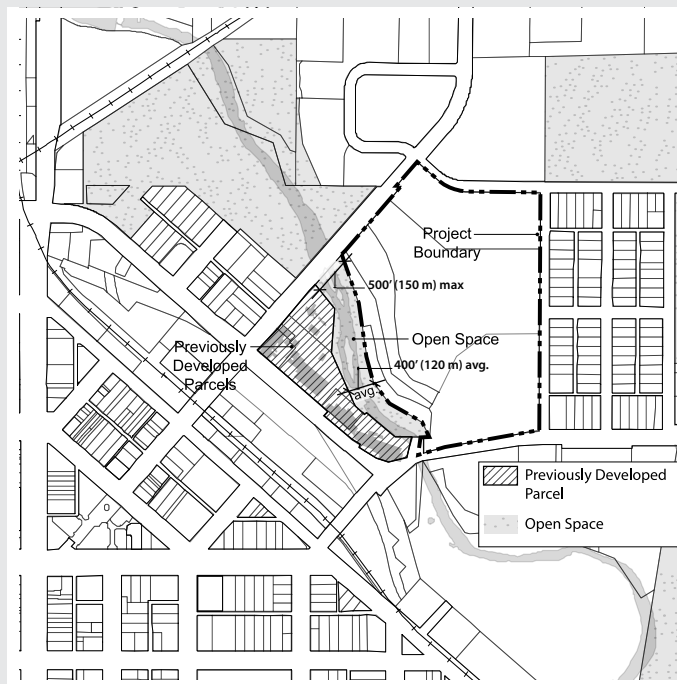 Project
Boundary
500’ (150 m) max
Open Space
Previously
Developed
Parcels
400’ (120 m) avg.
avg.
Previously Developed
Parcel
Open Space